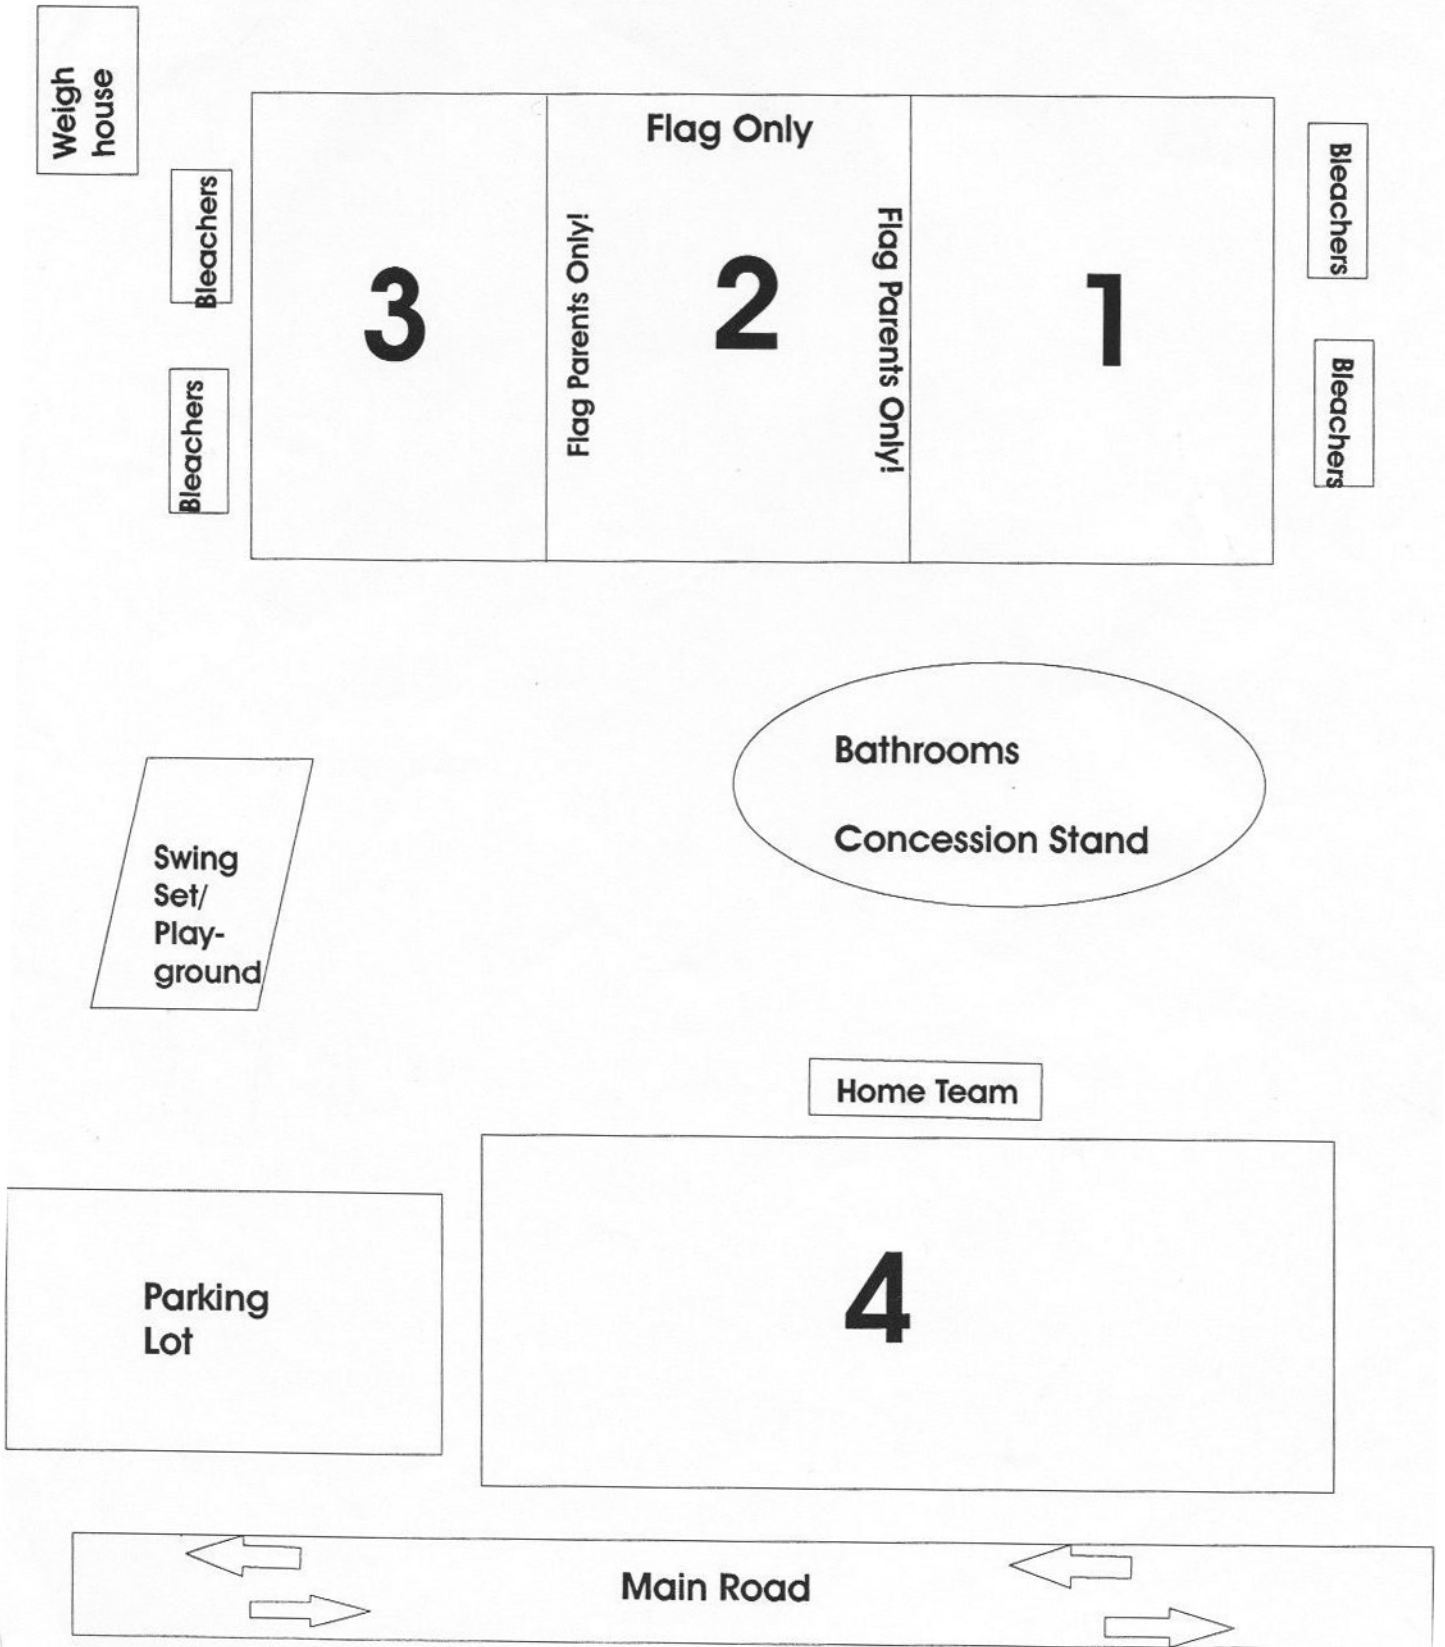 Weigh
house
Flag Only
Bleachers
Bleachers
3
Flag Parents Only!
2
Flag Parents Only!
1
Bleachers
Bleachers
Bathrooms
Concession Stand
Swing
Set/
Play-
ground
Home Team
Parking
Lot
4
Main Road